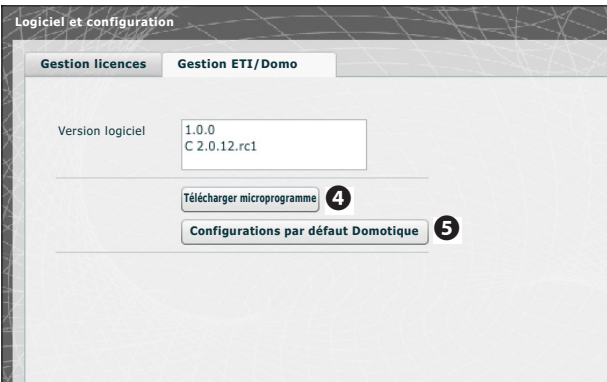 Logiciel et configuration
Gestion licences Gestion ETI/Domo
Version logiciel 1.0.0
C 2.0.12.rc1
Télécharger microprogramme 4
Configurations par défaut Domotique 5